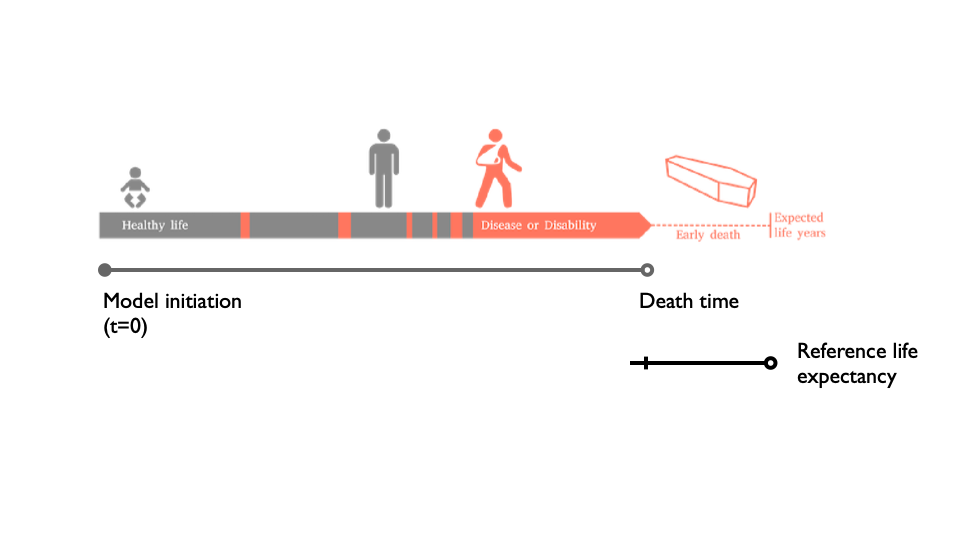 Healthy life
Disease or Disability
Early death
Expected
life years
Model initiation
(t=0)
Death time
Reference life
expectancy